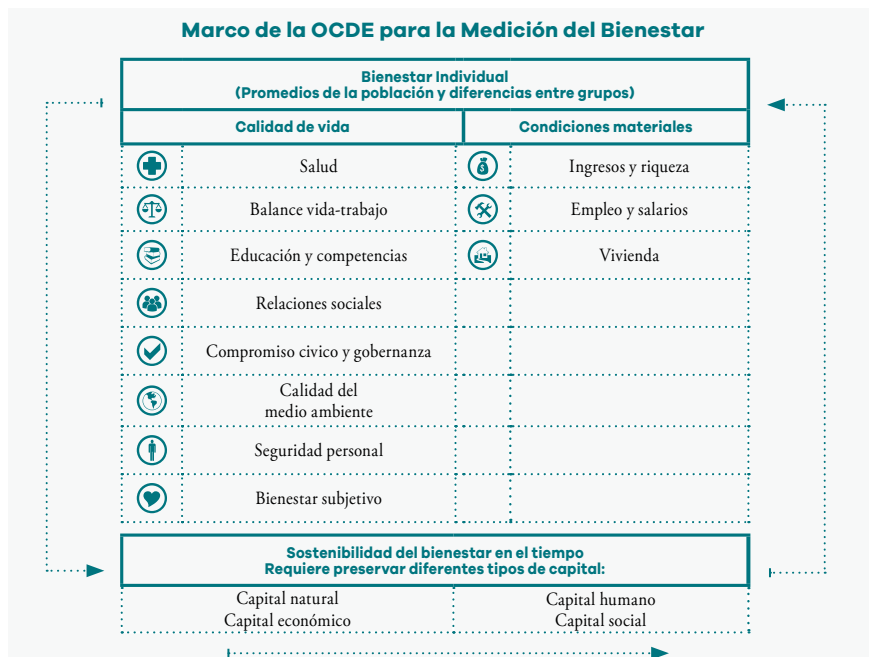 Marco de la OCDE para la Medición del Bienestar
Bienestar Individual
(Promedios de la población y diferencias entre grupos)
Calidad de vida
Condiciones materiales
Salud
Ingresos y riqueza
Balance vida-trabajo
Empleo y salarios
Educación y competencias
Vivienda
Relaciones sociales
Compromiso civico y gobernanza
Calidad del
medio ambiente
Seguridad personal
Bienestar subjetivo
Sostenibilidad del bienestar en el tiempo
Requiere preservar diferentes tipos de capital:
Capital natural
Capital económico
Capital humano
Capital social